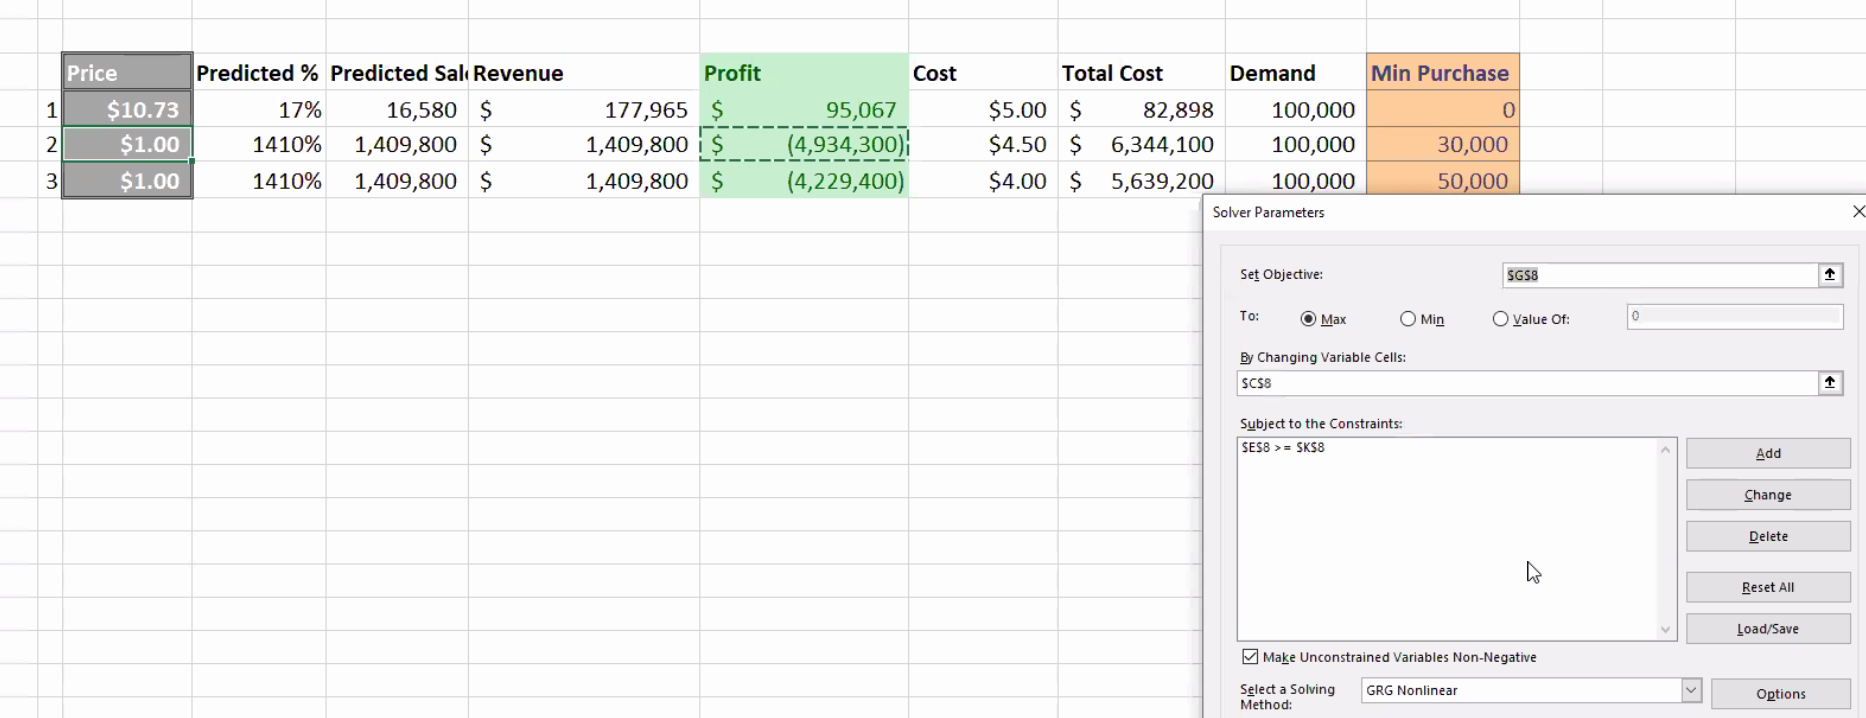 Price Predicted % Predicted Sal Revenue Profit Cost Total Cost Demand Min Purchase
1 $10.73 17% 16,580 $ 177,965 $ 95,067 $5.00 $ 82,898 100,000 0
2 $1.00 1410% 1,409,800 $ 1,409,800 $ (4,934,300) $4.50 $ 6,344,100 100,000 30,000
3 $1.00 1410% 1,409,800 $ 1,409,800 $ (4,229,400) $4.00 $ 5,639,200 100,000 50,000
Solver Parameters
Set Objective: $G$8
To: Max Min Value Of: 0
By Changing Variable Cells:
$C$8
Subject to the Constraints:
$E$8 >= $K$8
Add
Change
Delete
Reset All
Load/Save
Make Unconstrained Variables Non-Negative
Select a Solving Method: GRG Nonlinear Options